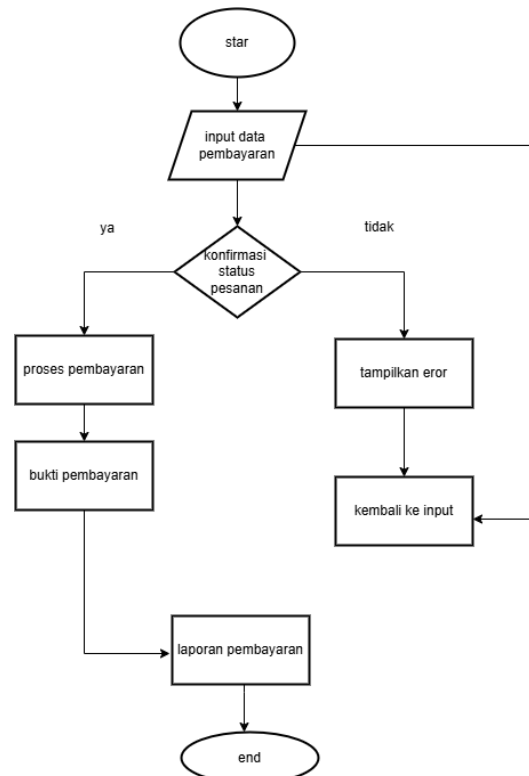 star
input data
pembayaran
ya
tidak
konfirmasi
status
pesanan
proses pembayaran
tampilkan eror
bukti pembayaran
kembali ke input
laporan pembayaran
end